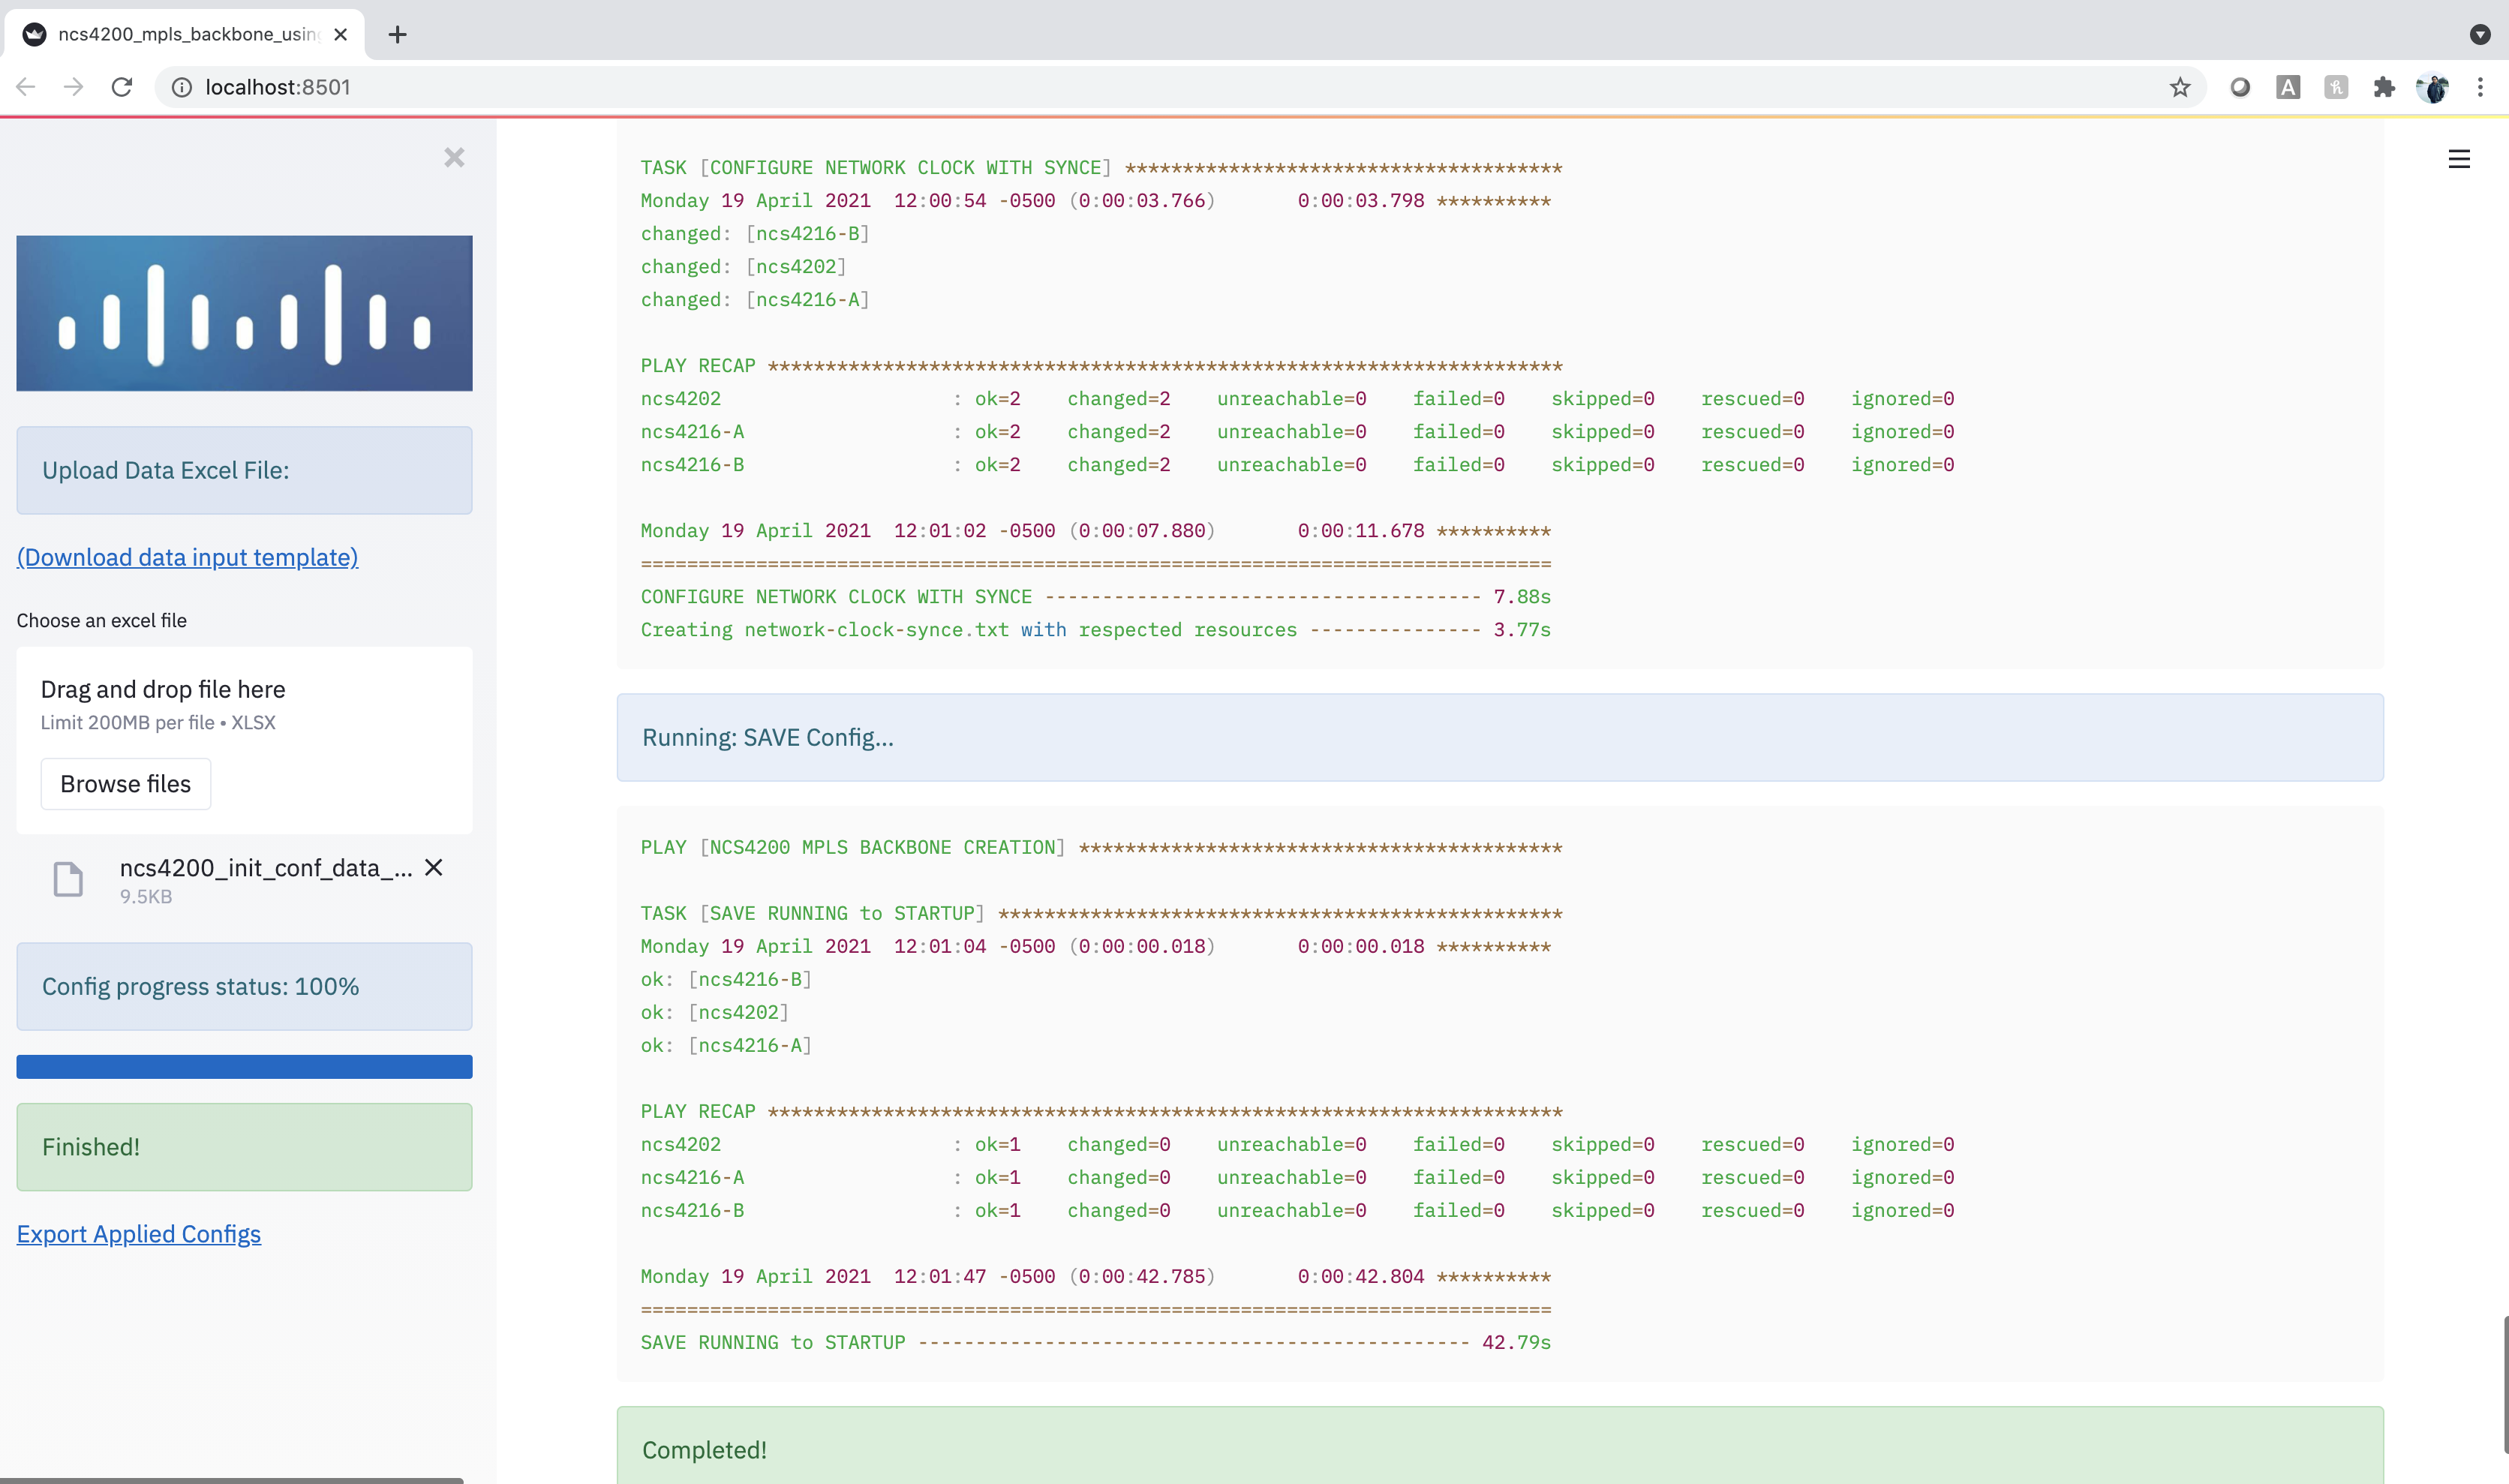 ncs4200_mpls_backbone_using
localhost:8501
Upload Data Excel File:
(Download data input template)
Choose an excel file
Drag and drop file here
Limit 200MB per file • XLSX
Browse files
ncs4200_init_conf_data_...
9.5KB
Config progress status: 100%
Finished!
Export Applied Configs
TASK [CONFIGURE NETWORK CLOCK WITH SYNCE] **************************************
Monday 19 April 2021  12:00:54 -0500 (0:00:03.766)       0:00:03.798 **********
changed: [ncs4216-B]
changed: [ncs4202]
changed: [ncs4216-A]
PLAY RECAP *********************************************************************
ncs4202                    : ok=2    changed=2    unreachable=0    failed=0    skipped=0    rescued=0    ignored=0
ncs4216-A                  : ok=2    changed=2    unreachable=0    failed=0    skipped=0    rescued=0    ignored=0
ncs4216-B                  : ok=2    changed=2    unreachable=0    failed=0    skipped=0    rescued=0    ignored=0
Monday 19 April 2021  12:01:02 -0500 (0:00:07.880)       0:00:11.678 **********
===============================================================================
CONFIGURE NETWORK CLOCK WITH SYNCE -------------------------------------- 7.88s
Creating network-clock-synce.txt with respected resources --------------- 3.77s
Running: SAVE Config...
PLAY [NCS4200 MPLS BACKBONE CREATION] ******************************************
TASK [SAVE RUNNING to STARTUP] *************************************************
Monday 19 April 2021  12:01:04 -0500 (0:00:00.018)       0:00:00.018 **********
ok: [ncs4216-B]
ok: [ncs4202]
ok: [ncs4216-A]
PLAY RECAP *********************************************************************
ncs4202                    : ok=1    changed=0    unreachable=0    failed=0    skipped=0    rescued=0    ignored=0
ncs4216-A                  : ok=1    changed=0    unreachable=0    failed=0    skipped=0    rescued=0    ignored=0
ncs4216-B                  : ok=1    changed=0    unreachable=0    failed=0    skipped=0    rescued=0    ignored=0
Monday 19 April 2021  12:01:47 -0500 (0:00:42.785)       0:00:42.804 **********
===============================================================================
SAVE RUNNING to STARTUP ------------------------------------------------ 42.79s
Completed!